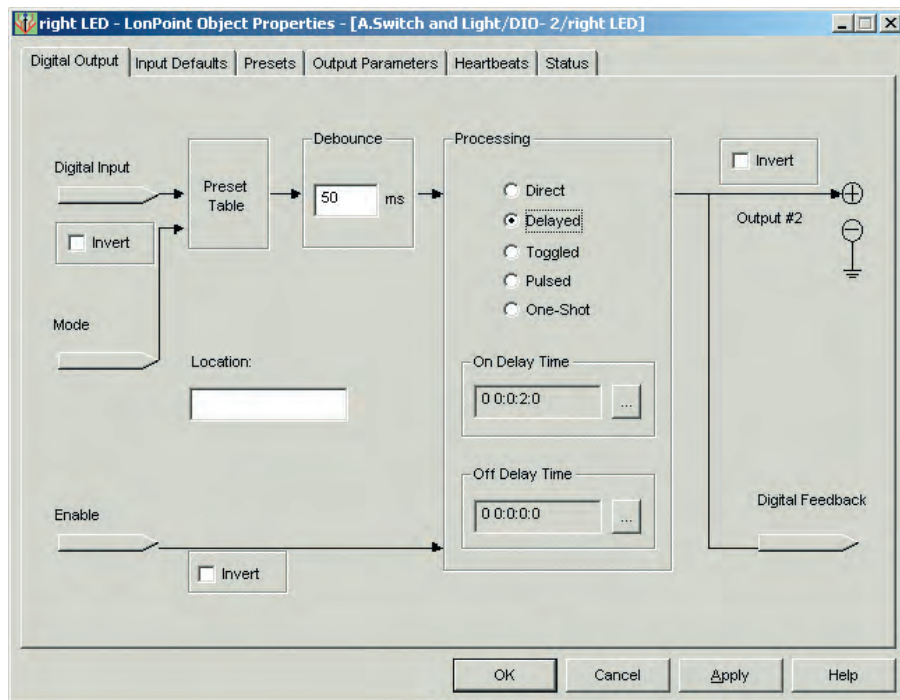 right LED - LonPoint Object Properties - [A.Switch and Light/DIO- 2/right LED]
Digital Output Input Defaults Presets Output Parameters Heartbeats Status
Digital Input
Invert
Mode
Preset
Table
Debounce
50 ms
Location:
Enable
Invert
Processing
Direct
Delayed
Toggled
Pulsed
One-Shot
On Delay Time
0 0:0:2:0 ...
Off Delay Time
0 0:0:0:0 ...
Invert
Output #2
Digital Feedback
OK Cancel Apply Help